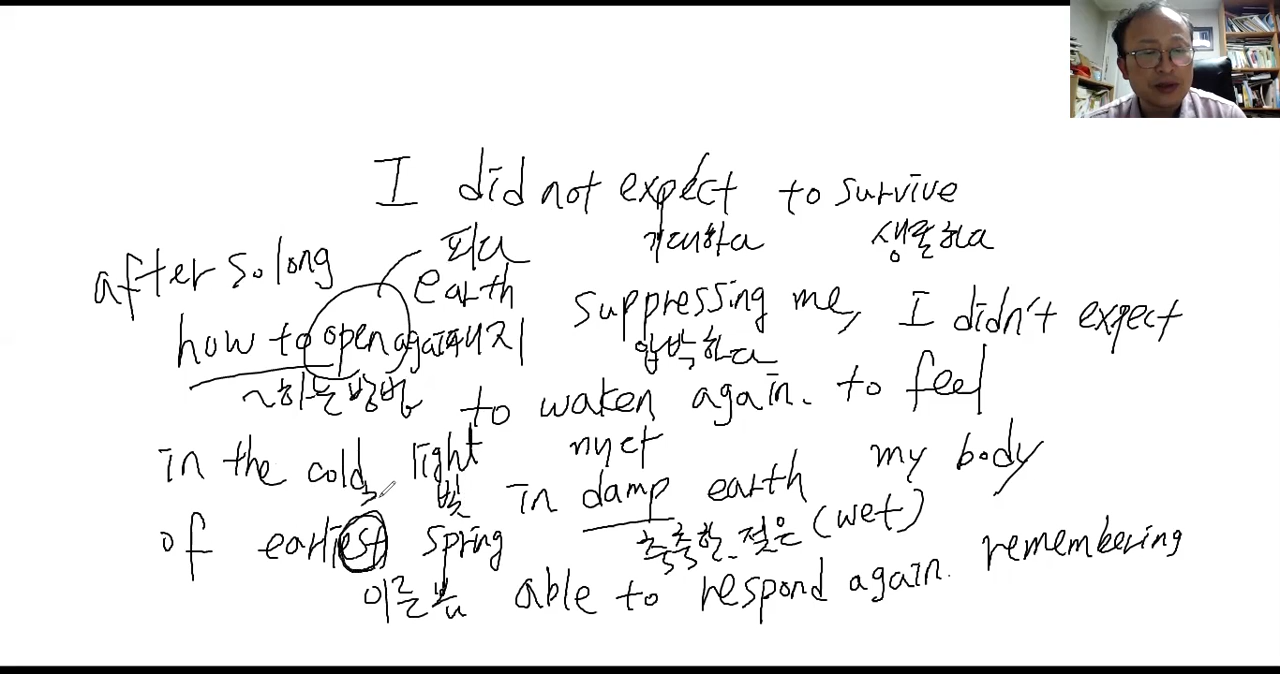 I did not expect to survive
피다 기대하다 생존하다
after so long earth suppressing me, I didn't expect
how to open again 대지 압박하다
~하는 방법 to waken again. to feel
in the cold light my body
빛 in damp earth
of earliest spring 축축한. 젖은 (wet)
이른 봄 able to respond again. remembering